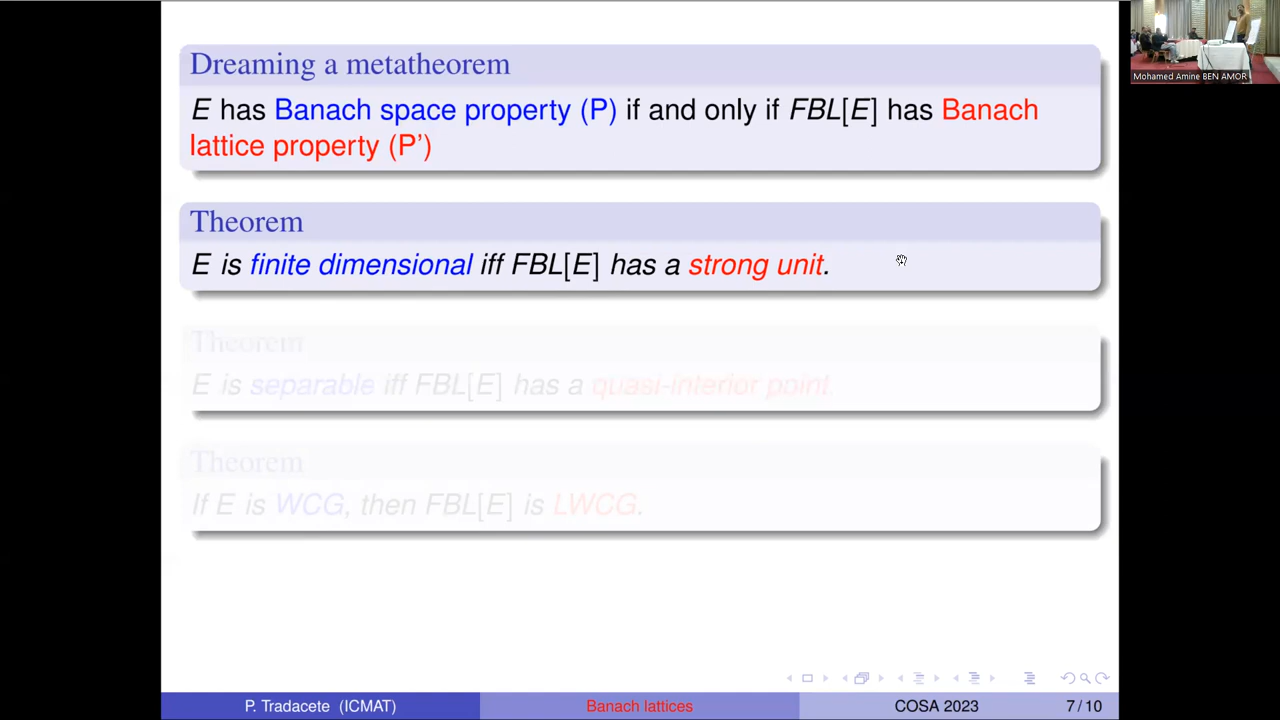 Dreaming a metatheorem
E has Banach space property (P) if and only if FBL[E] has Banach
lattice property (P')
Theorem
E is finite dimensional iff FBL[E] has a strong unit.
Theorem
E is separable iff FBL[E] has a quasi-interior point.
Theorem
If E is WCG, then FBL[E] is LWCG.
P. Tradacete (ICMAT)
Banach lattices
COSA 2023
7 / 10
Mohamed Amine BEN AMOR